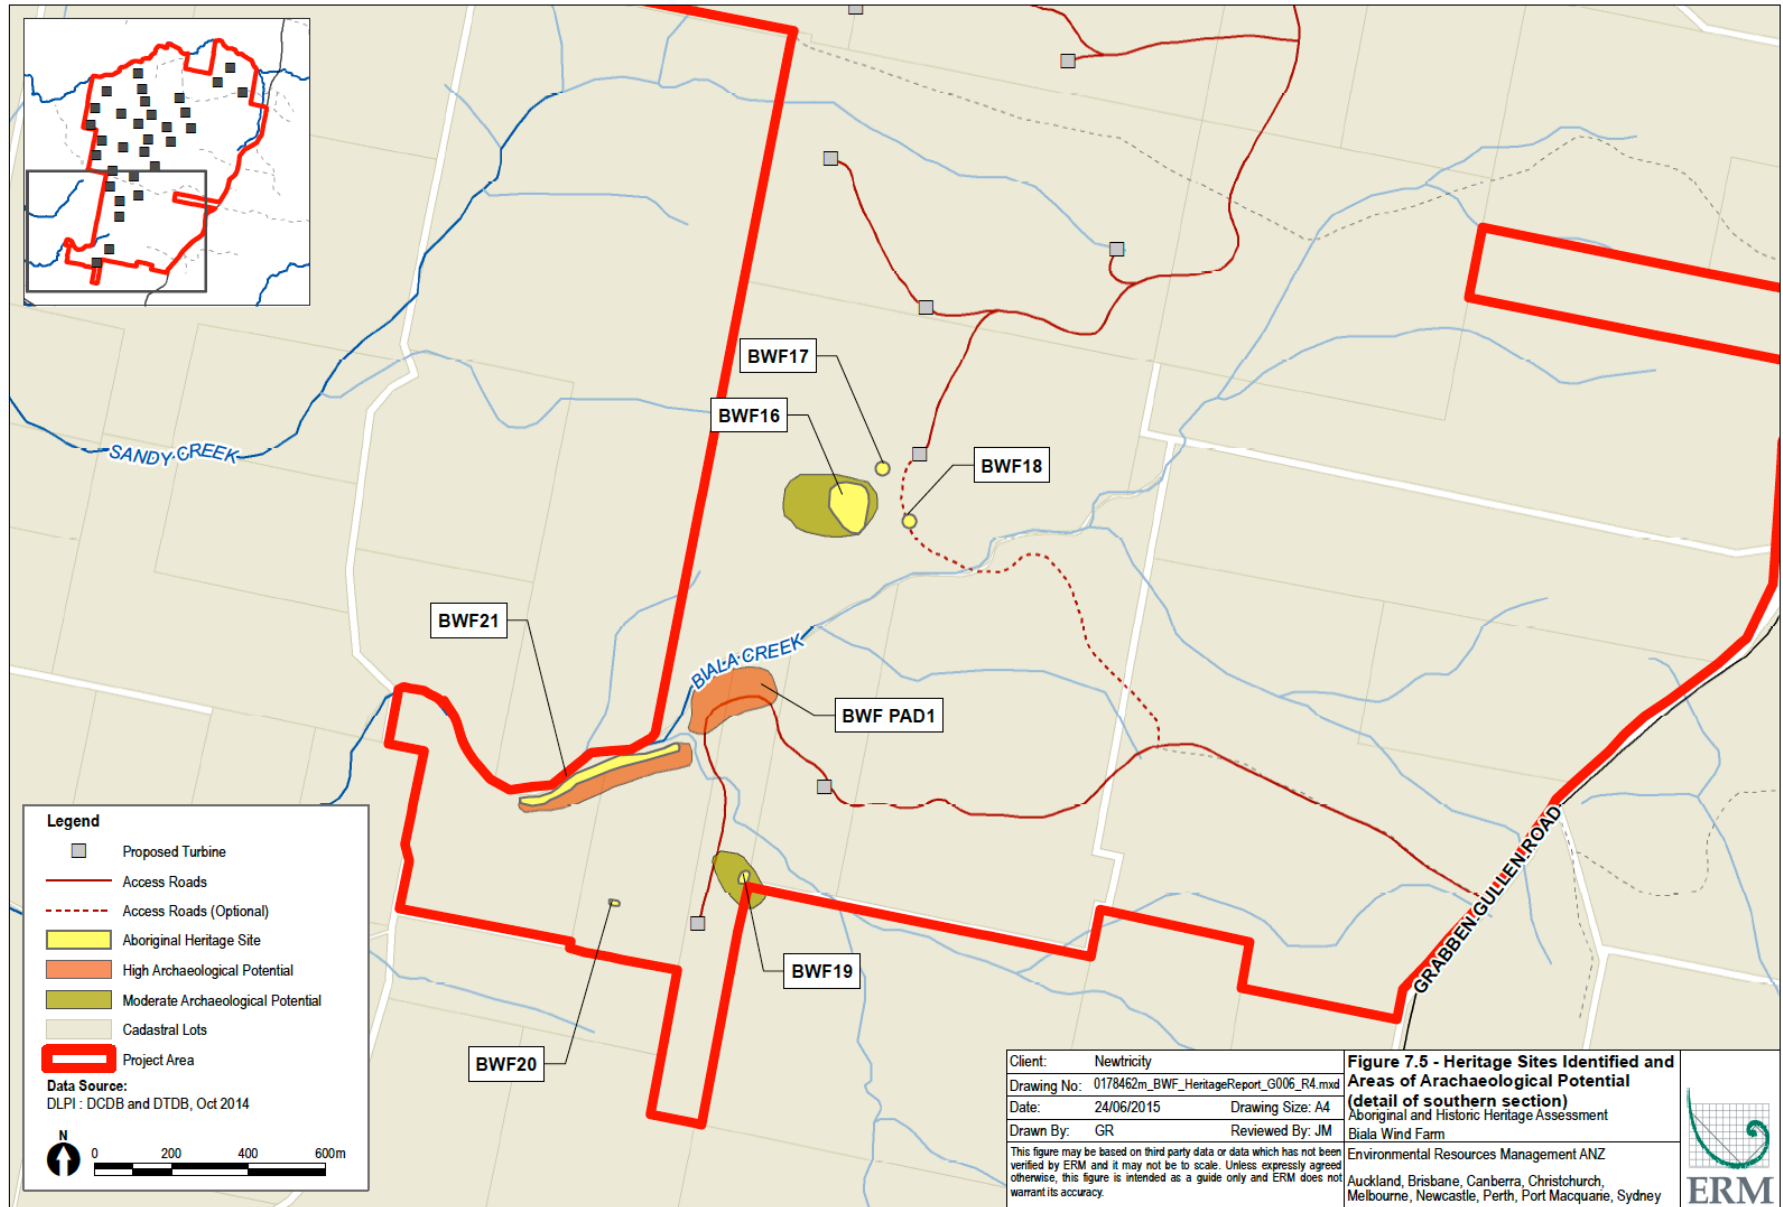 BWF17
BWF16
BWF18
SANDY CREEK
BWF21
BIALA CREEK
BWF PAD1
BWF19
BWF20
GRABBEN GULLEN ROAD
Legend
Proposed Turbine
Access Roads
Access Roads (Optional)
Aboriginal Heritage Site
High Archaeological Potential
Moderate Archaeological Potential
Cadastral Lots
Project Area
Data Source:
DLPI : DCDB and DTDB, Oct 2014
N
0 200 400 600m
Client: Newtricity
Drawing No: 0178462m_BWF_HeritageReport_G006_R4.mxd
Date: 24/06/2015 Drawing Size: A4
Drawn By: GR Reviewed By: JM
This figure may be based on third party data or data which has not been
verified by ERM and it may not be to scale. Unless expressly agreed
otherwise, this figure is intended as a guide only and ERM does not
warrant its accuracy.
Figure 7.5 - Heritage Sites Identified and
Areas of Arachaeological Potential
(detail of southern section)
Aboriginal and Historic Heritage Assessment
Biala Wind Farm
Environmental Resources Management ANZ
Auckland, Brisbane, Canberra, Christchurch,
Melbourne, Newcastle, Perth, Port Macquarie, Sydney
ERM